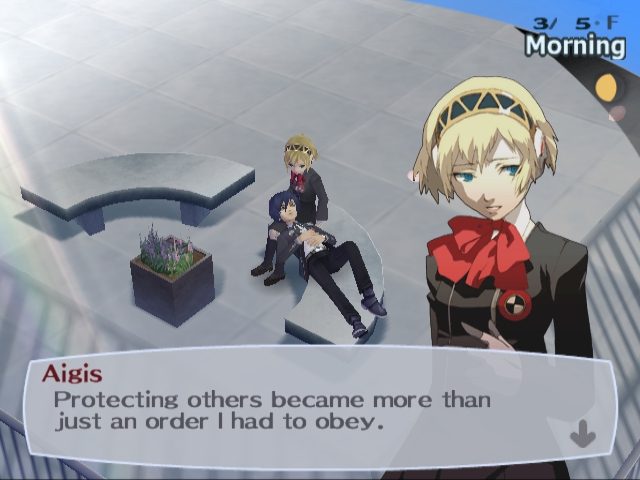 3/ 5・F
Morning
Aigis
Protecting others became more than
just an order I had to obey.